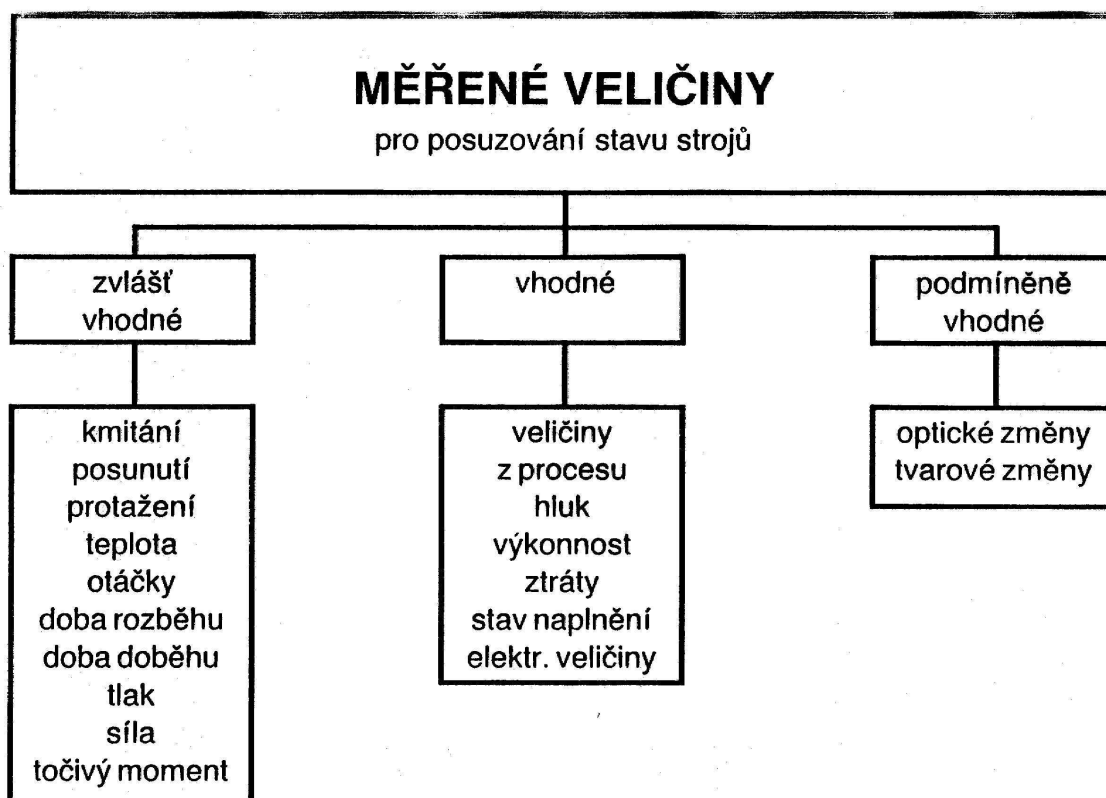 MĚŘENÉ VELIČINY
pro posuzování stavu strojů
zvlášť
vhodné
vhodné
podmíněně
vhodné
kmitání
posunutí
protažení
teplota
otáčky
doba rozběhu
doba doběhu
tlak
síla
točivý moment
veličiny
z procesu
hluk
výkonnost
ztráty
stav naplnění
elektr. veličiny
optické změny
tvarové změny